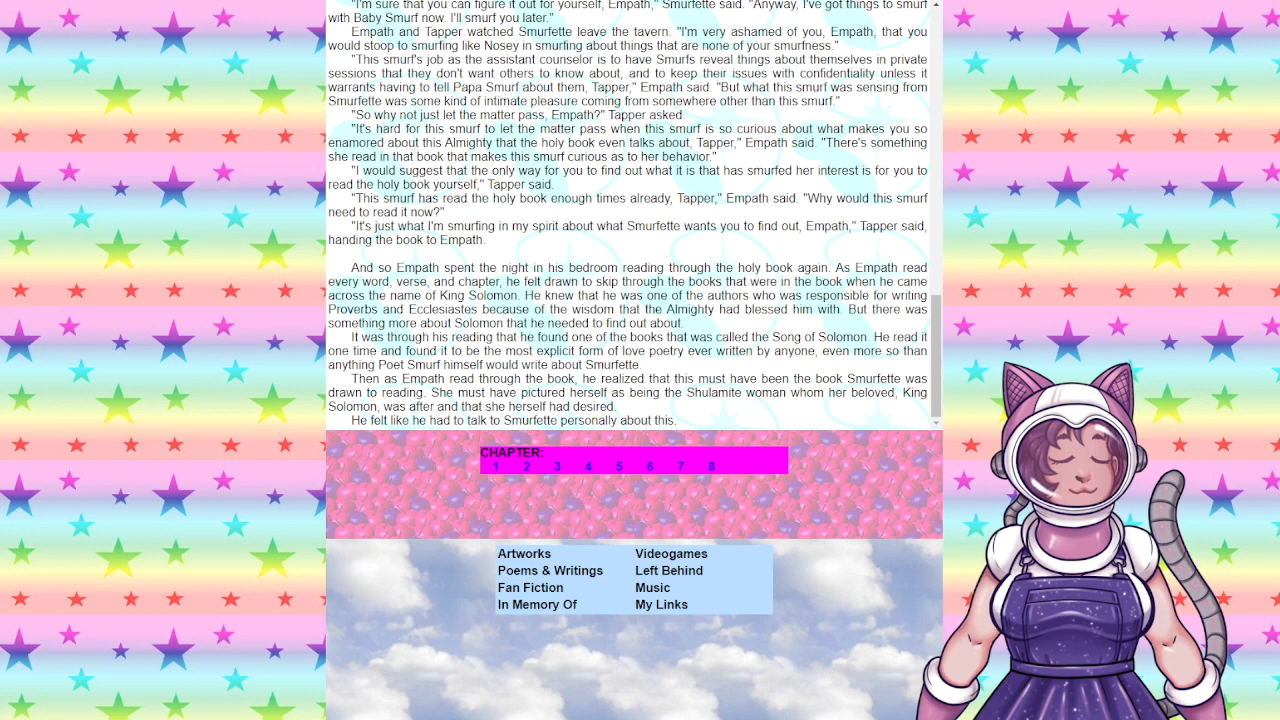 "I'm sure that you can figure it out for yourself, Empath," Smurfette said. "Anyway, I've got things to smurf
with Baby Smurf now. I'll smurf you later."
Empath and Tapper watched Smurfette leave the tavern. "I'm very ashamed of you, Empath, that you
would stoop to smurfing like Nosey in smurfing about things that are none of your smurfness."
"This smurf's job as the assistant counselor is to have Smurfs reveal things about themselves in private
sessions that they don't want others to know about, and to keep their issues with confidentiality unless it
warrants having to tell Papa Smurf about them, Tapper," Empath said. "But what this smurf was sensing from
Smurfette was some kind of intimate pleasure coming from somewhere other than this smurf."
"So why not just let the matter pass, Empath?" Tapper asked.
"It's hard for this smurf to let the matter pass when this smurf is so curious about what makes you so
enamored about this Almighty that the holy book even talks about, Tapper," Empath said. "There's something
she read in that book that makes this smurf curious as to her behavior."
"I would suggest that the only way for you to find out what it is that has smurfed her interest is for you to
read the holy book yourself," Tapper said.
"This smurf has read the holy book enough times already, Tapper," Empath said. "Why would this smurf
need to read it now?"
"It's just what I'm smurfing in my spirit about what Smurfette wants you to find out, Empath," Tapper said,
handing the book to Empath.
And so Empath spent the night in his bedroom reading through the holy book again. As Empath read
every word, verse, and chapter, he felt drawn to skip through the books that were in the book when he came
across the name of King Solomon. He knew that he was one of the authors who was responsible for writing
Proverbs and Ecclesiastes because of the wisdom that the Almighty had blessed him with. But there was
something more about Solomon that he needed to find out about.
It was through his reading that he found one of the books that was called the Song of Solomon. He read it
one time and found it to be the most explicit form of love poetry ever written by anyone, even more so than
anything Poet Smurf himself would write about Smurfette.
Then as Empath read through the book, he realized that this must have been the book Smurfette was
drawn to reading. She must have pictured herself as being the Shulamite woman whom her beloved, King
Solomon, was after and that she herself had desired.
He felt like he had to talk to Smurfette personally about this.
CHAPTER:
1 2 3 4 5 6 7 8
Artworks Videogames
Poems & Writings Left Behind
Fan Fiction Music
In Memory Of My Links